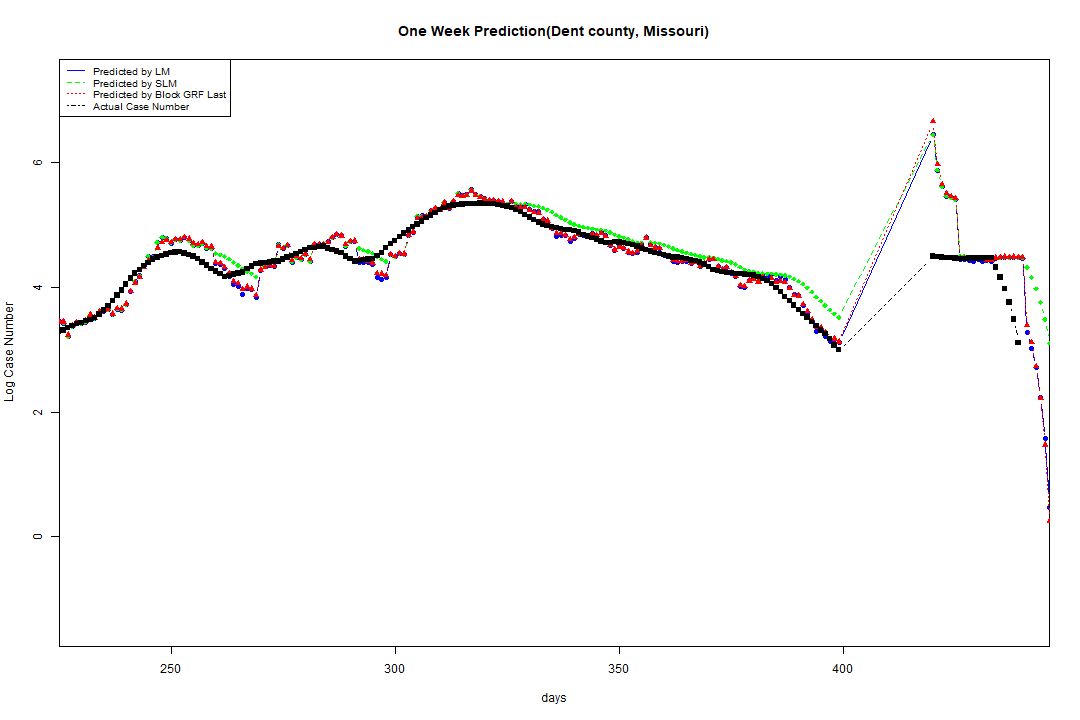 One Week Prediction(Dent county, Missouri)
Predicted by LM
Predicted by SLM
Predicted by Block GRF Last
Actual Case Number
6
4
2
0
Log Case Number
250
300
350
400
days